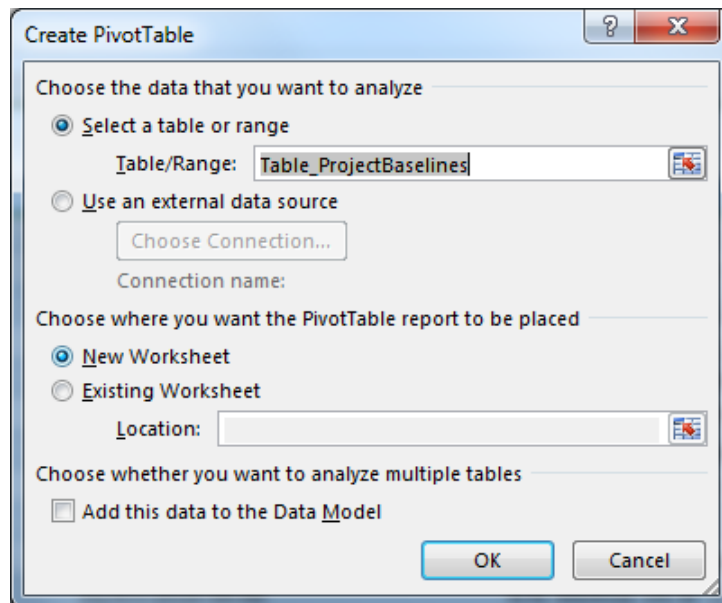 Create PivotTable
Choose the data that you want to analyze
Select a table or range
Table/Range: Table_ProjectBaselines
Use an external data source
Choose Connection...
Connection name:
Choose where you want the PivotTable report to be placed
New Worksheet
Existing Worksheet
Location:
Choose whether you want to analyze multiple tables
Add this data to the Data Model
OK Cancel